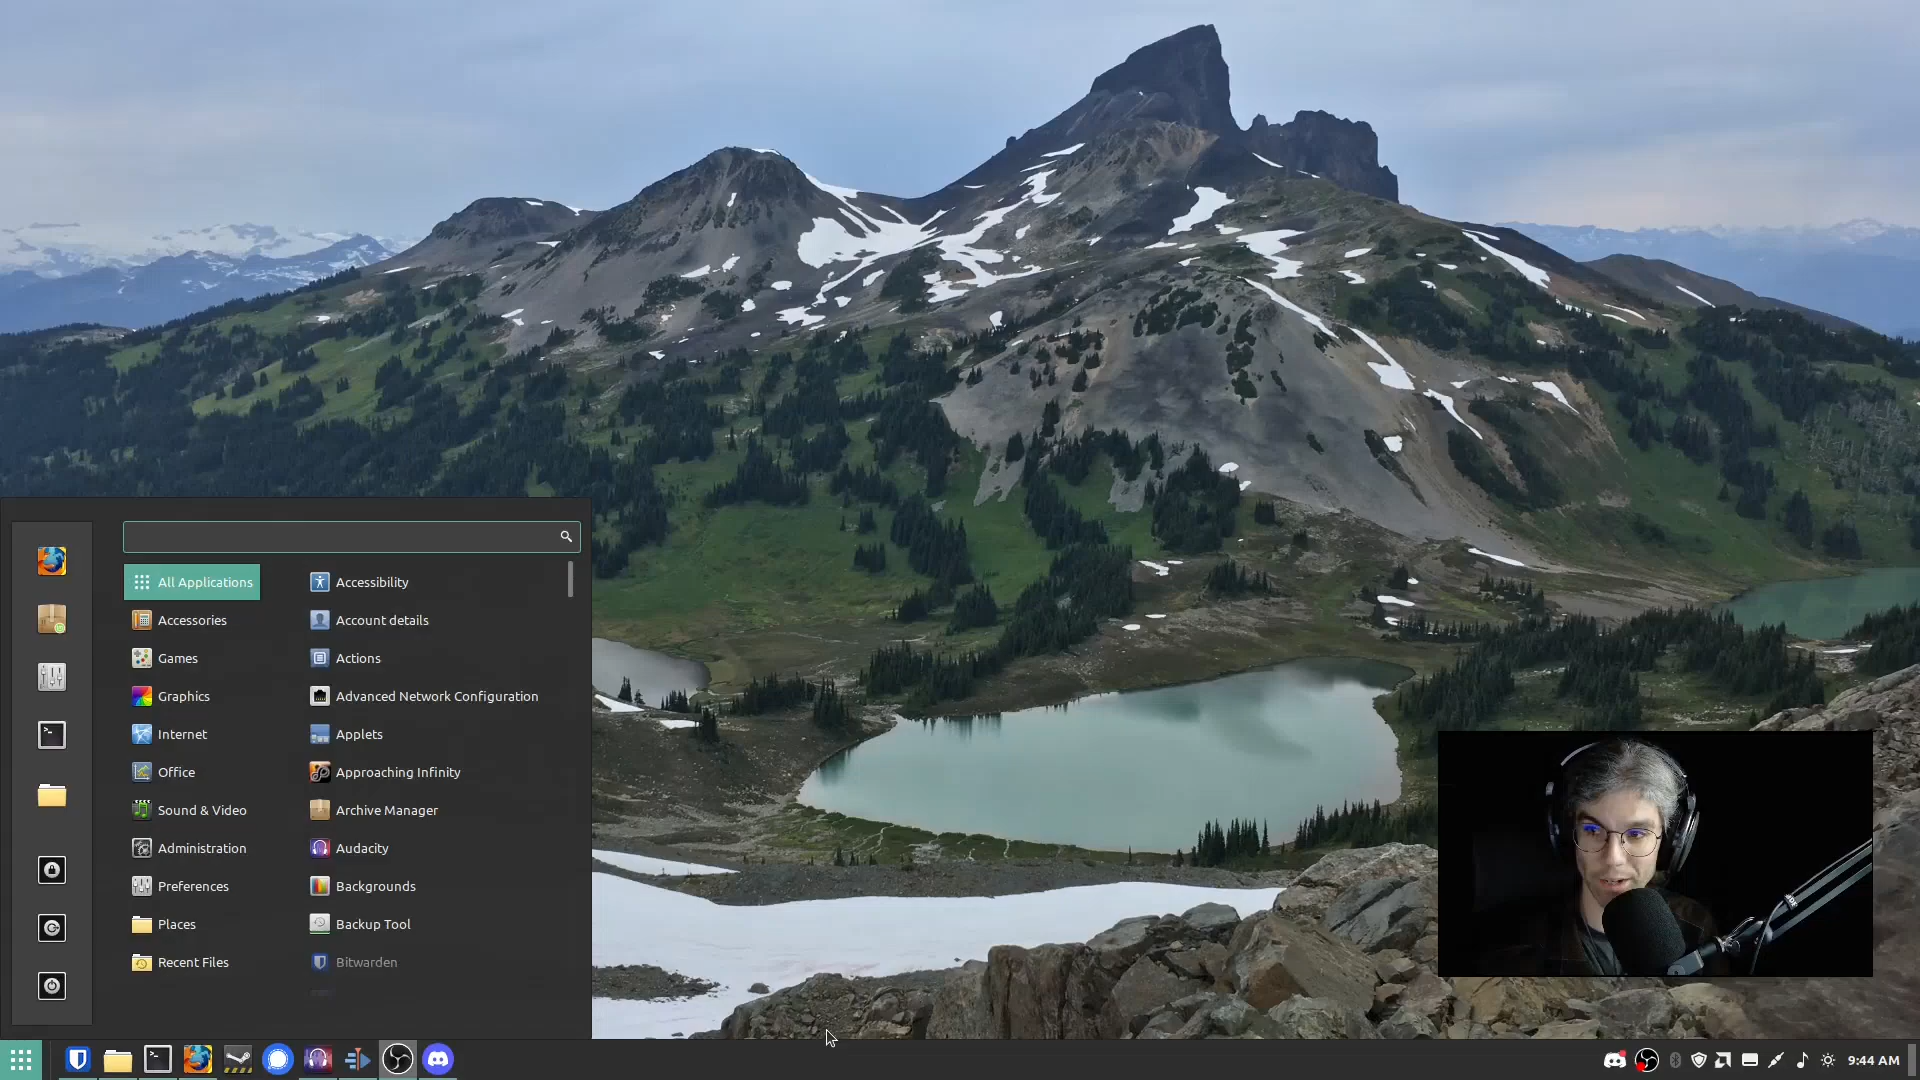 All Applications
Accessories
Games
Graphics
Internet
Office
Sound & Video
Administration
Preferences
Places
Recent Files
Accessibility
Account details
Actions
Advanced Network Configuration
Applets
Approaching Infinity
Archive Manager
Audacity
Backgrounds
Backup Tool
Bitwarden
9:44 AM